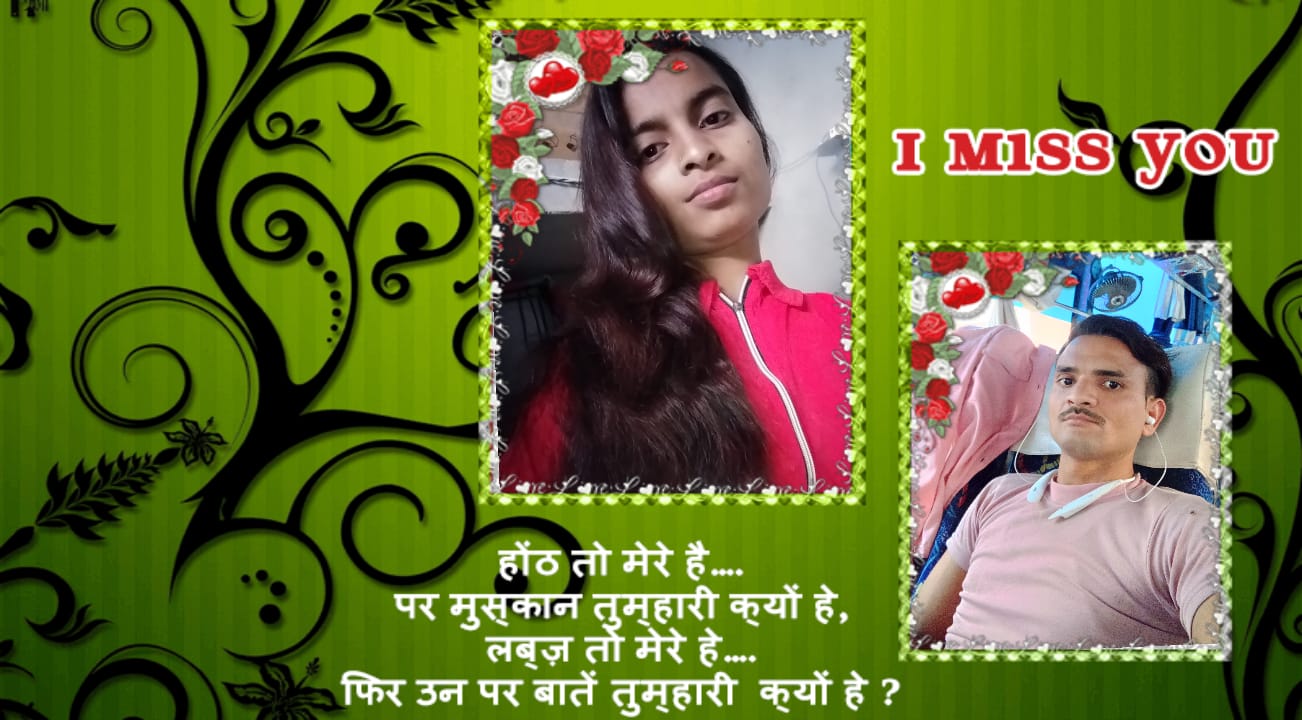 I MISS YOU
होंठ तो मेरे है....
पर मुस्कान तुम्हारी क्यों हे,
लब्ज़ तो मेरे हे....
फिर उन पर बातें तुम्हारी क्यों हे ?